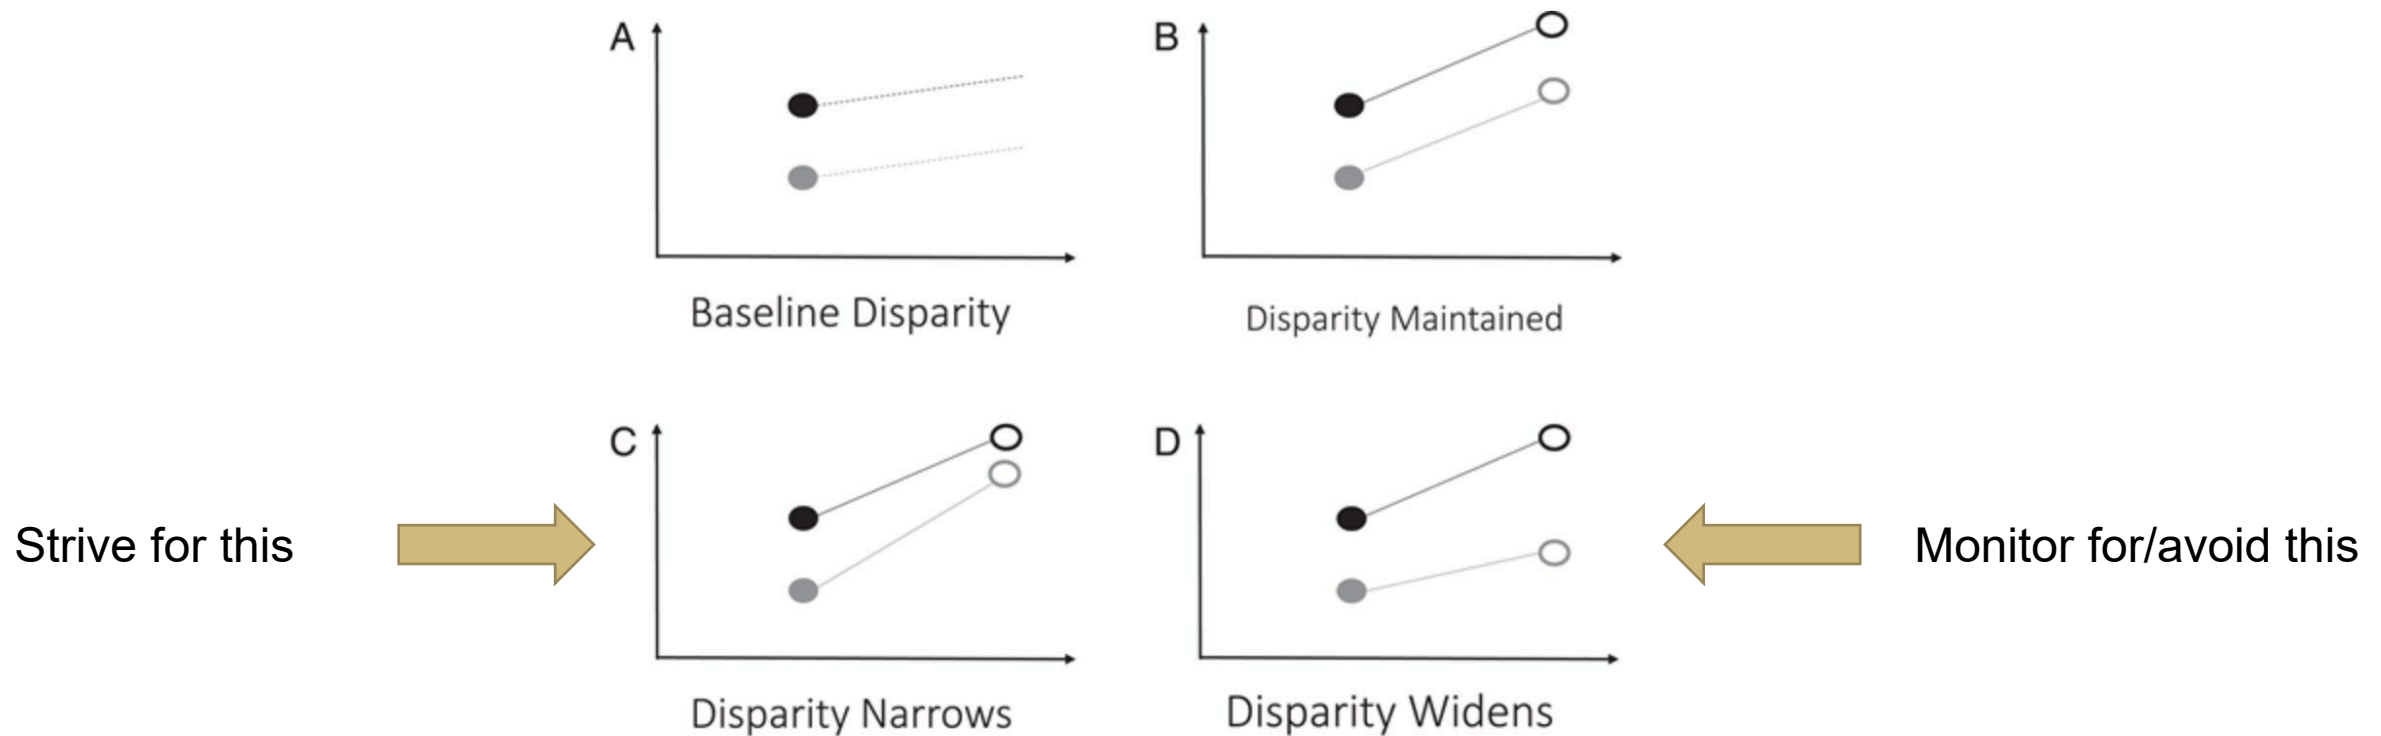 A
B
Baseline Disparity
Disparity Maintained
C
D
Strive for this
Monitor for/avoid this
Disparity Narrows
Disparity Widens